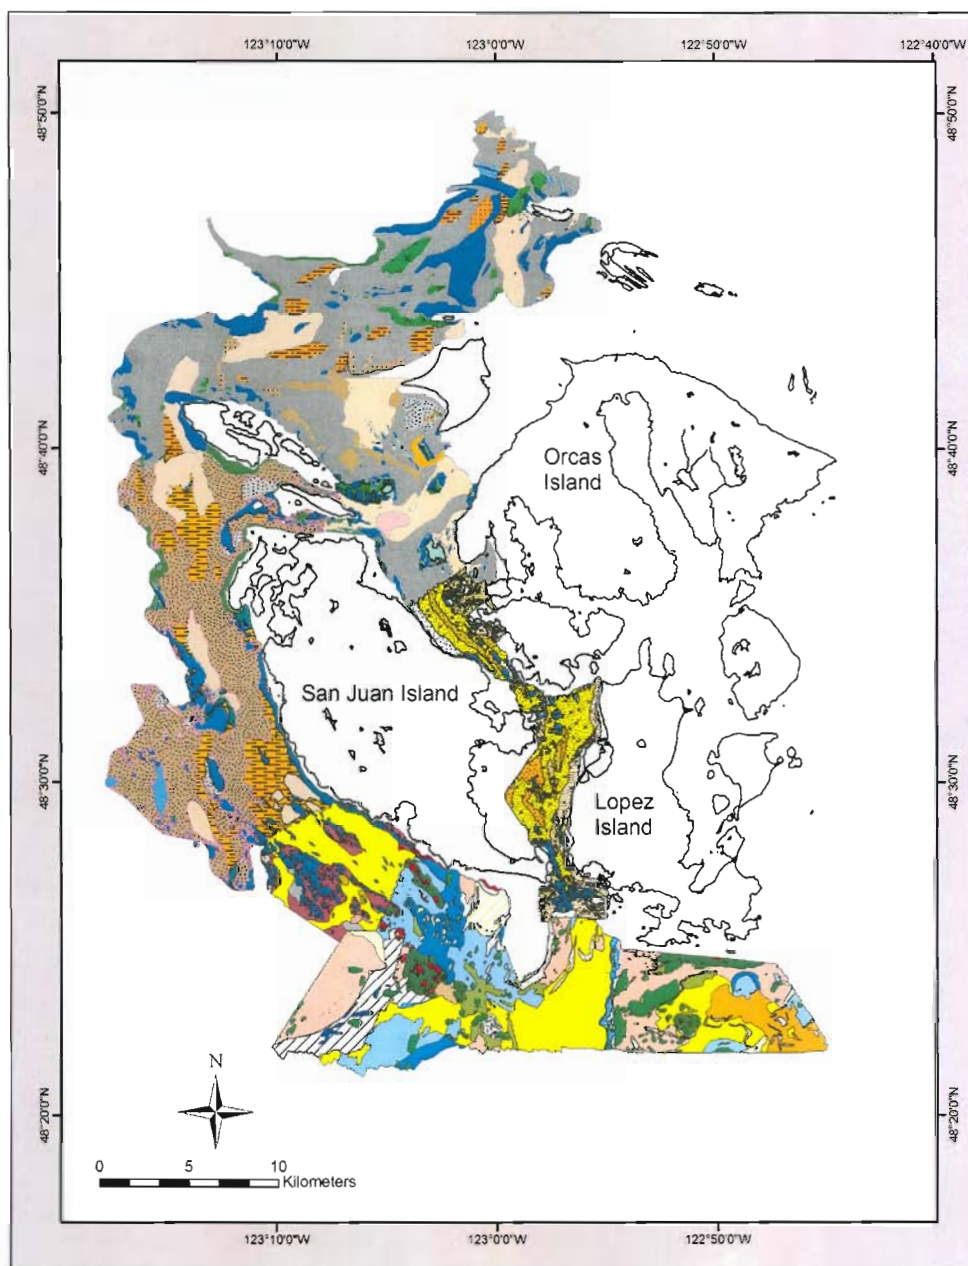 123°10'0"W 123°0'0"W 122°50'0"W 122°40'0"W
48°50'0"N 48°50'0"N
48°40'0"N 48°40'0"N
Orcas
Island
San Juan Island
48°30'0"N 48°30'0"N
Lopez
Island
N
48°20'0"N 48°20'0"N
0 5 10
Kilometers
123°10'0"W 123°0'0"W 122°50'0"W